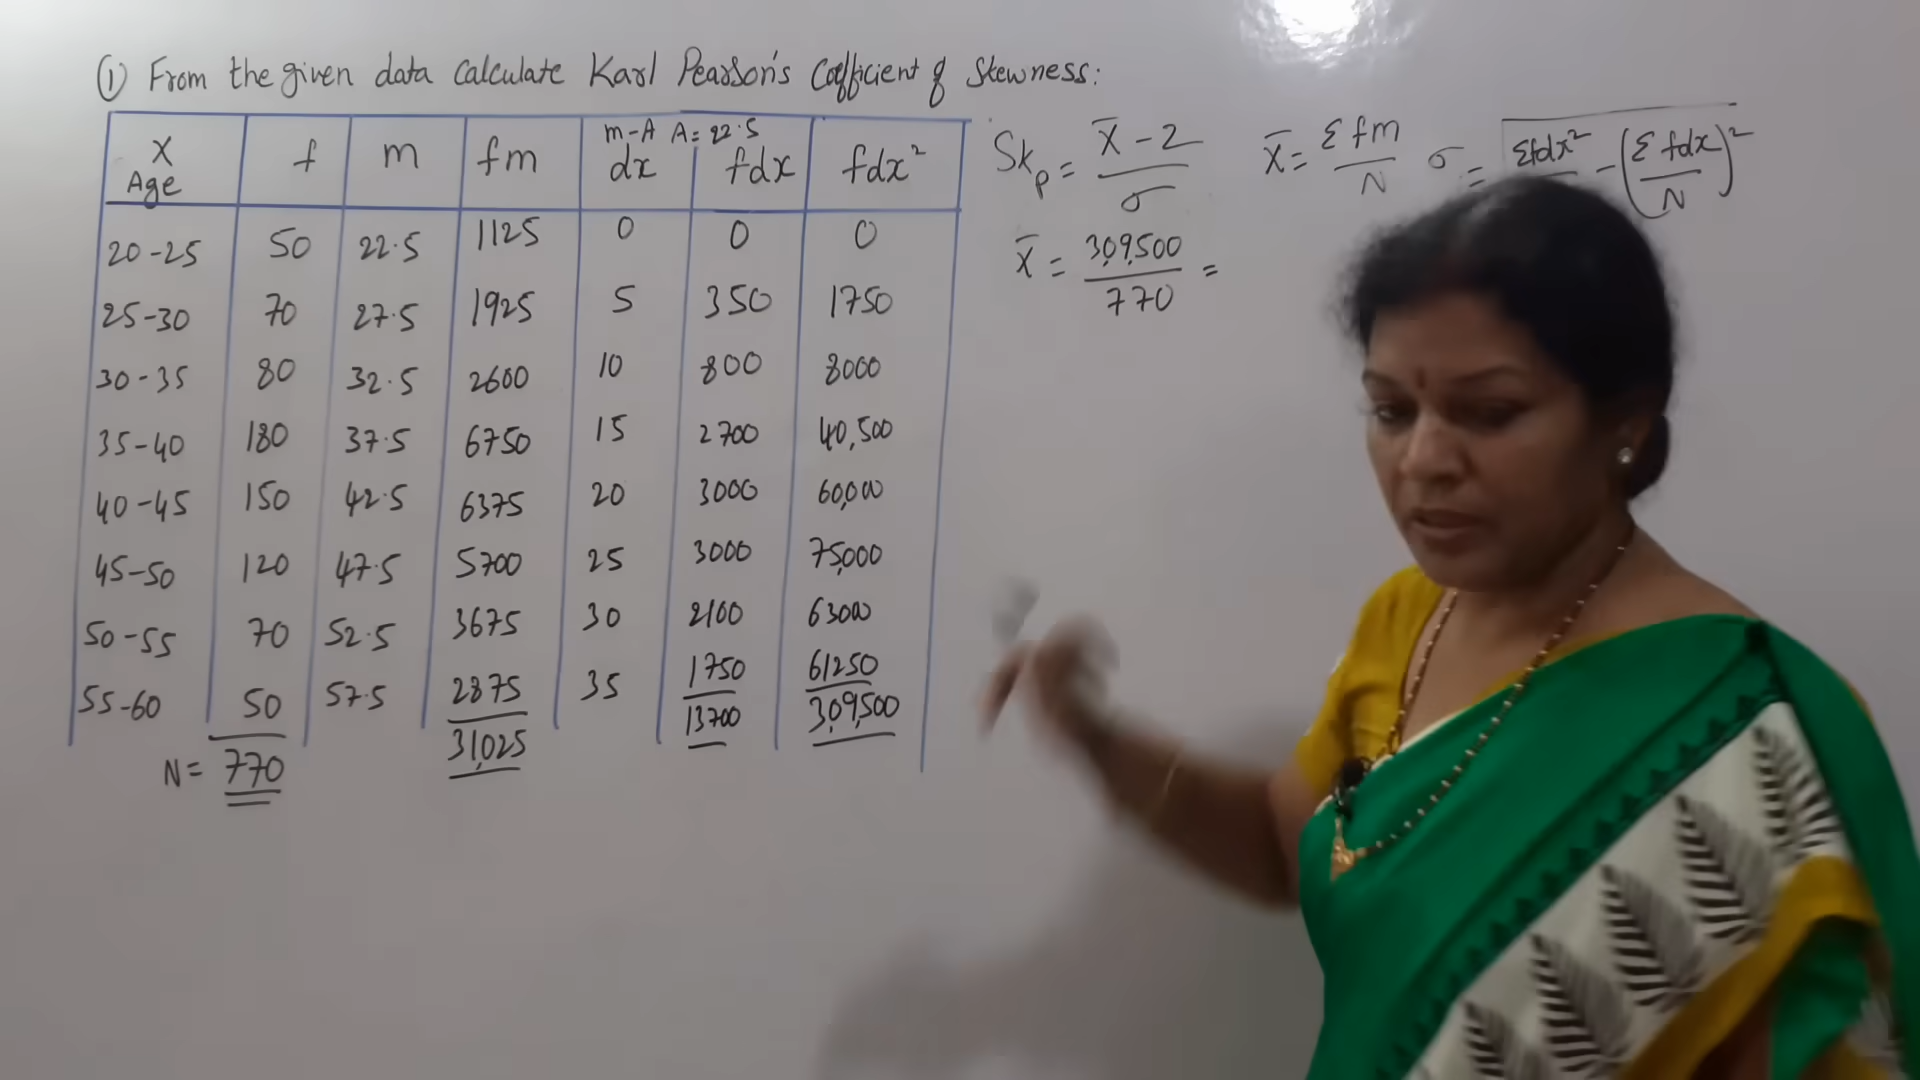 ① From the given data calculate Karl Pearson's Coefficient of Skewness:
X Age f m fm m-A A=22.5 dx fdx fdx²
20-25 50 22.5 1125 0 0 0
25-30 70 27.5 1925 5 350 1750
30-35 80 32.5 2600 10 800 8000
35-40 180 37.5 6750 15 2700 40,500
40-45 150 42.5 6375 20 3000 60,000
45-50 120 47.5 5700 25 3000 75,000
50-55 70 52.5 3675 30 2100 63000
55-60 50 57.5 2875 35 1750 61250
N= 770 31,025 13700 3,09,500
Skp = X̄ - Z / σ
X̄ = Σfm / N
σ = √ Σfdx² - (Σfdx / N)²
X̄ = 3,09,500 / 770 =